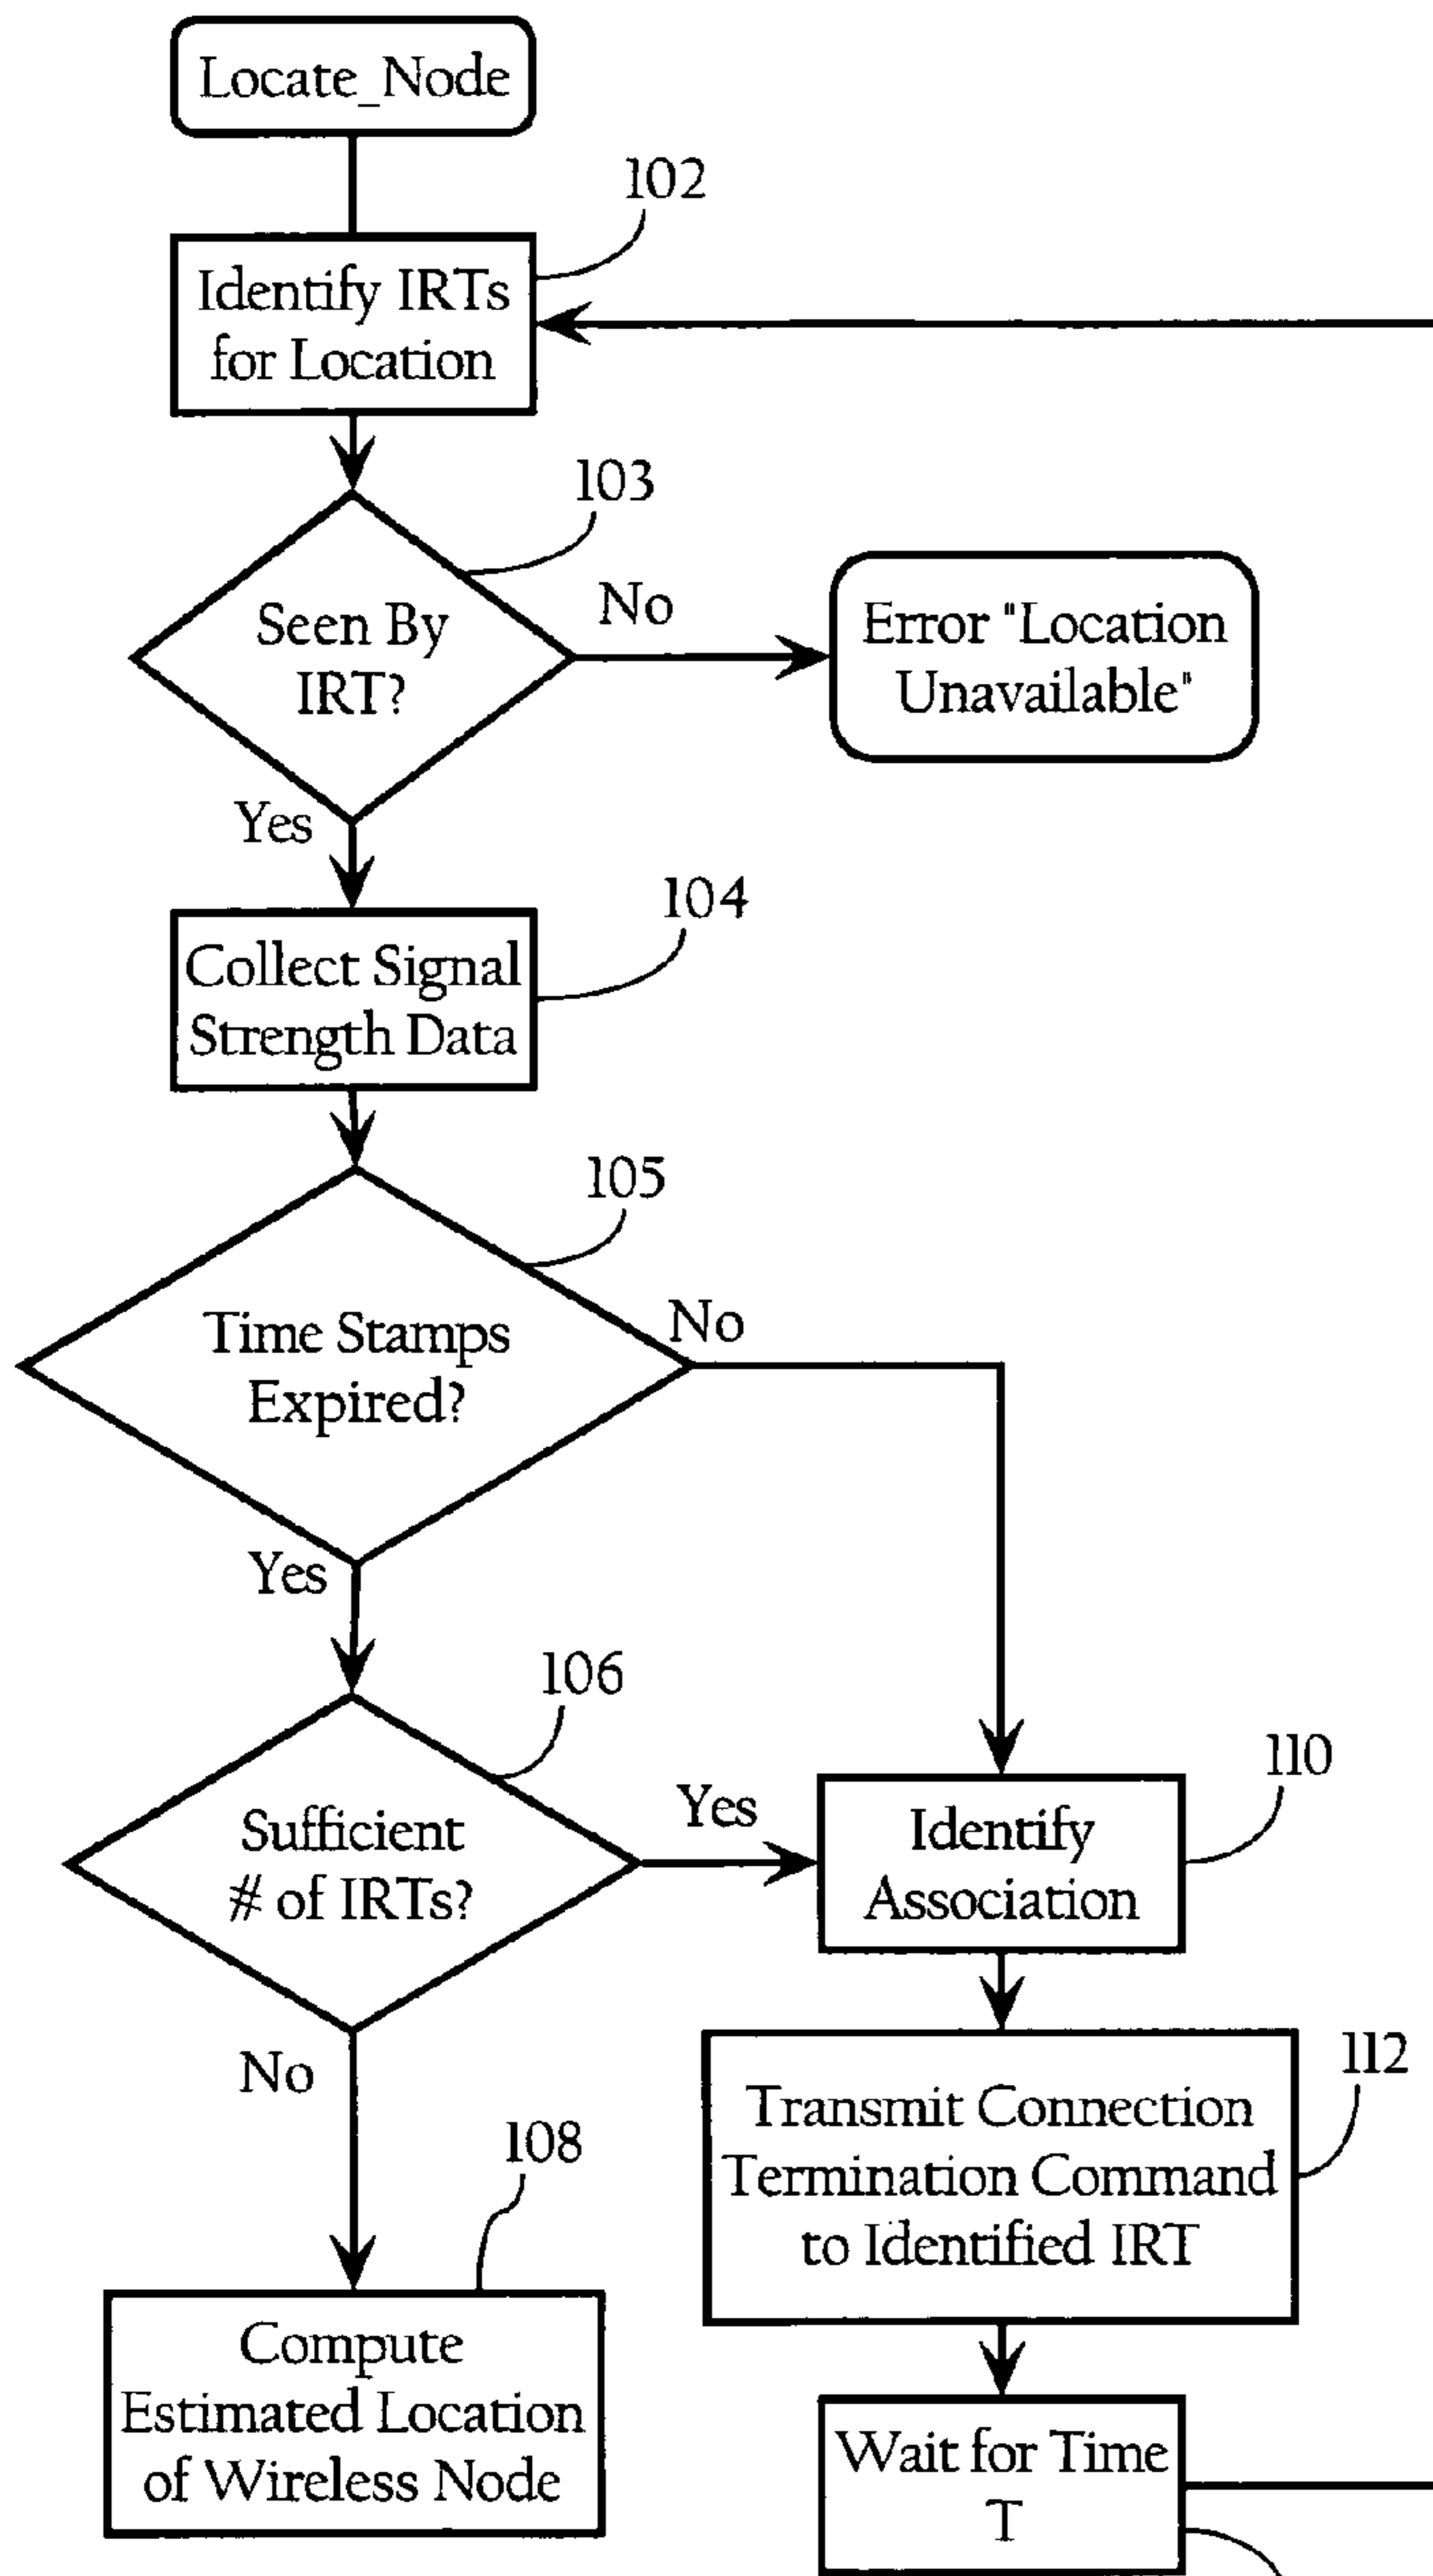 Locate_Node
102
Identify IRTs
for Location
103
Seen By
IRT?
No
Error "Location
Unavailable"
Yes
104
Collect Signal
Strength Data
105
Time Stamps
Expired?
No
Yes
106
Sufficient
# of IRTs?
Yes
110
Identify
Association
No
112
Transmit Connection
Termination Command
to Identified IRT
108
Compute
Estimated Location
of Wireless Node
Wait for Time
T